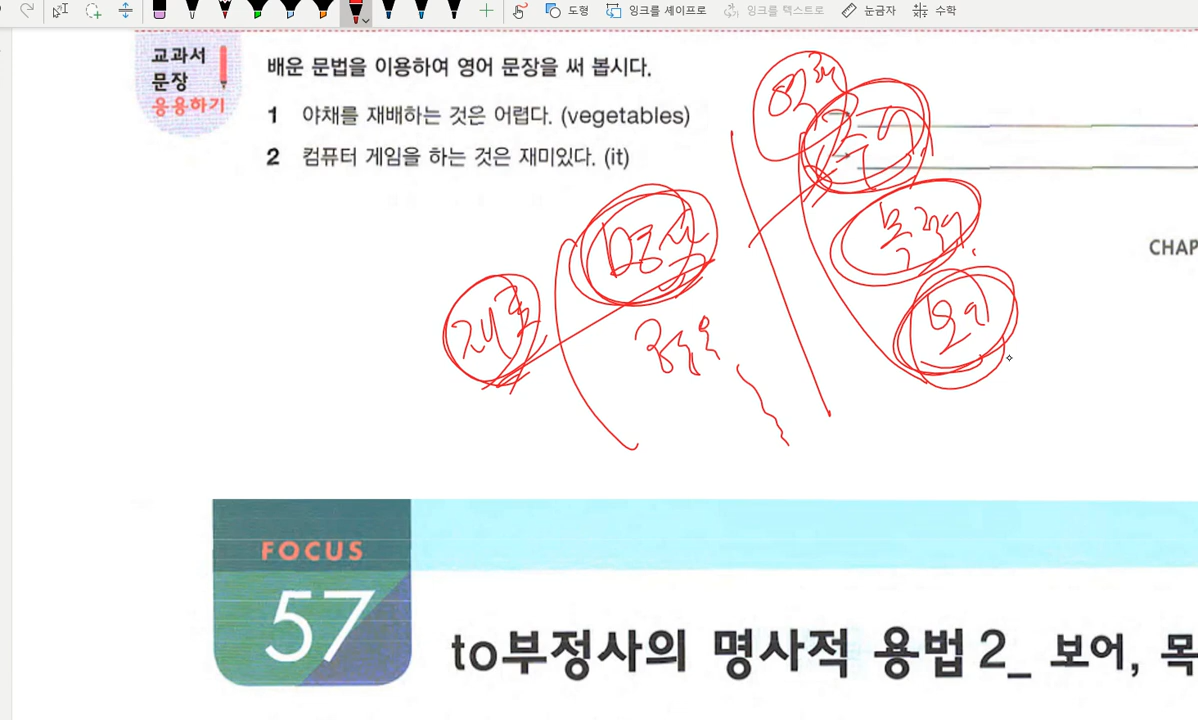 도형 잉크를 셰이프로 잉크를 텍스트로 눈금자 수학
교과서
문장
응용하기
배운 문법을 이용하여 영어 문장을 써 봅시다.
1 야채를 재배하는 것은 어렵다. (vegetables)
2 컴퓨터 게임을 하는 것은 재미있다. (it)
명사
CHAP
FOCUS
57
to부정사의 명사적 용법 2_ 보어, 목